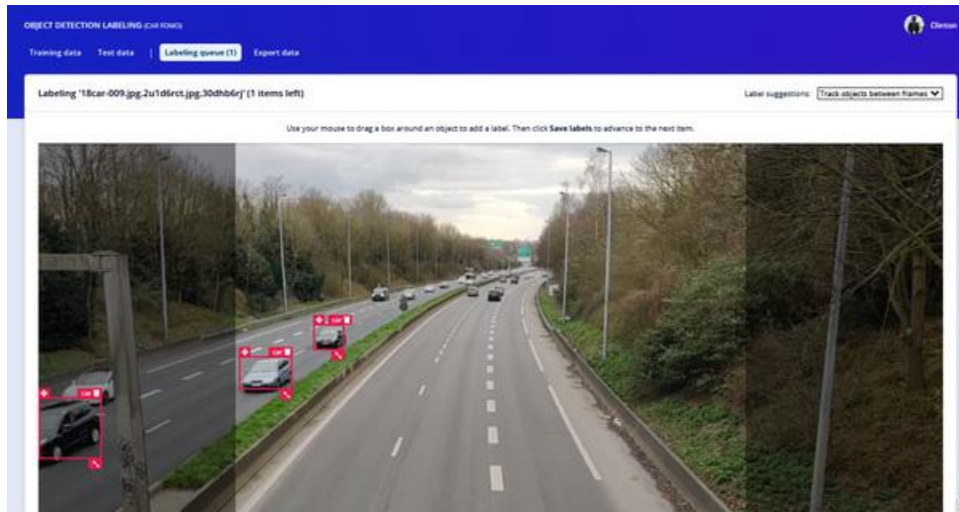 OBJECT DETECTION LABELING (CAR FOMO)
Clinton
Training data Test data | Labeling queue (1) Export data
Labeling '18car-009.jpg.2u1d6rct.jpg.30dhb6rj' (1 items left)
Label suggestions: Track objects between frames
Use your mouse to drag a box around an object to add a label. Then click Save labels to advance to the next item.
car
car
car